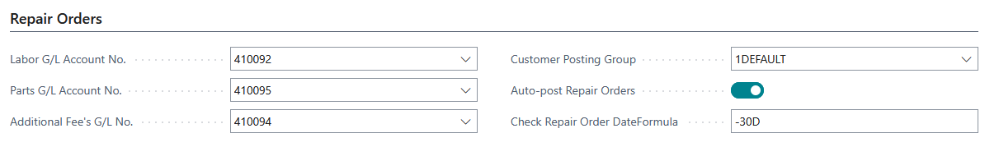 Repair Orders
Labor G/L Account No. 410092
Parts G/L Account No. 410095
Additional Fee's G/L No. 410094
Customer Posting Group 1DEFAULT
Auto-post Repair Orders
Check Repair Order DateFormula -30D